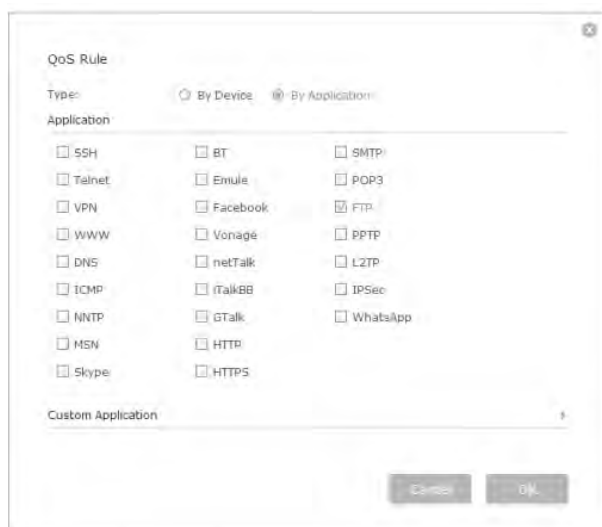 QoS Rule
Type: By Device By Application
Application
SSH BT SMTP
Telnet Emule POP3
VPN Facebook FTP
WWW Vonage PPTP
DNS netTalk L2TP
ICMP iTalkBB IPSec
NNTP GTalk WhatsApp
MSN HTTP
Skype HTTPS
Custom Application
Cancel OK